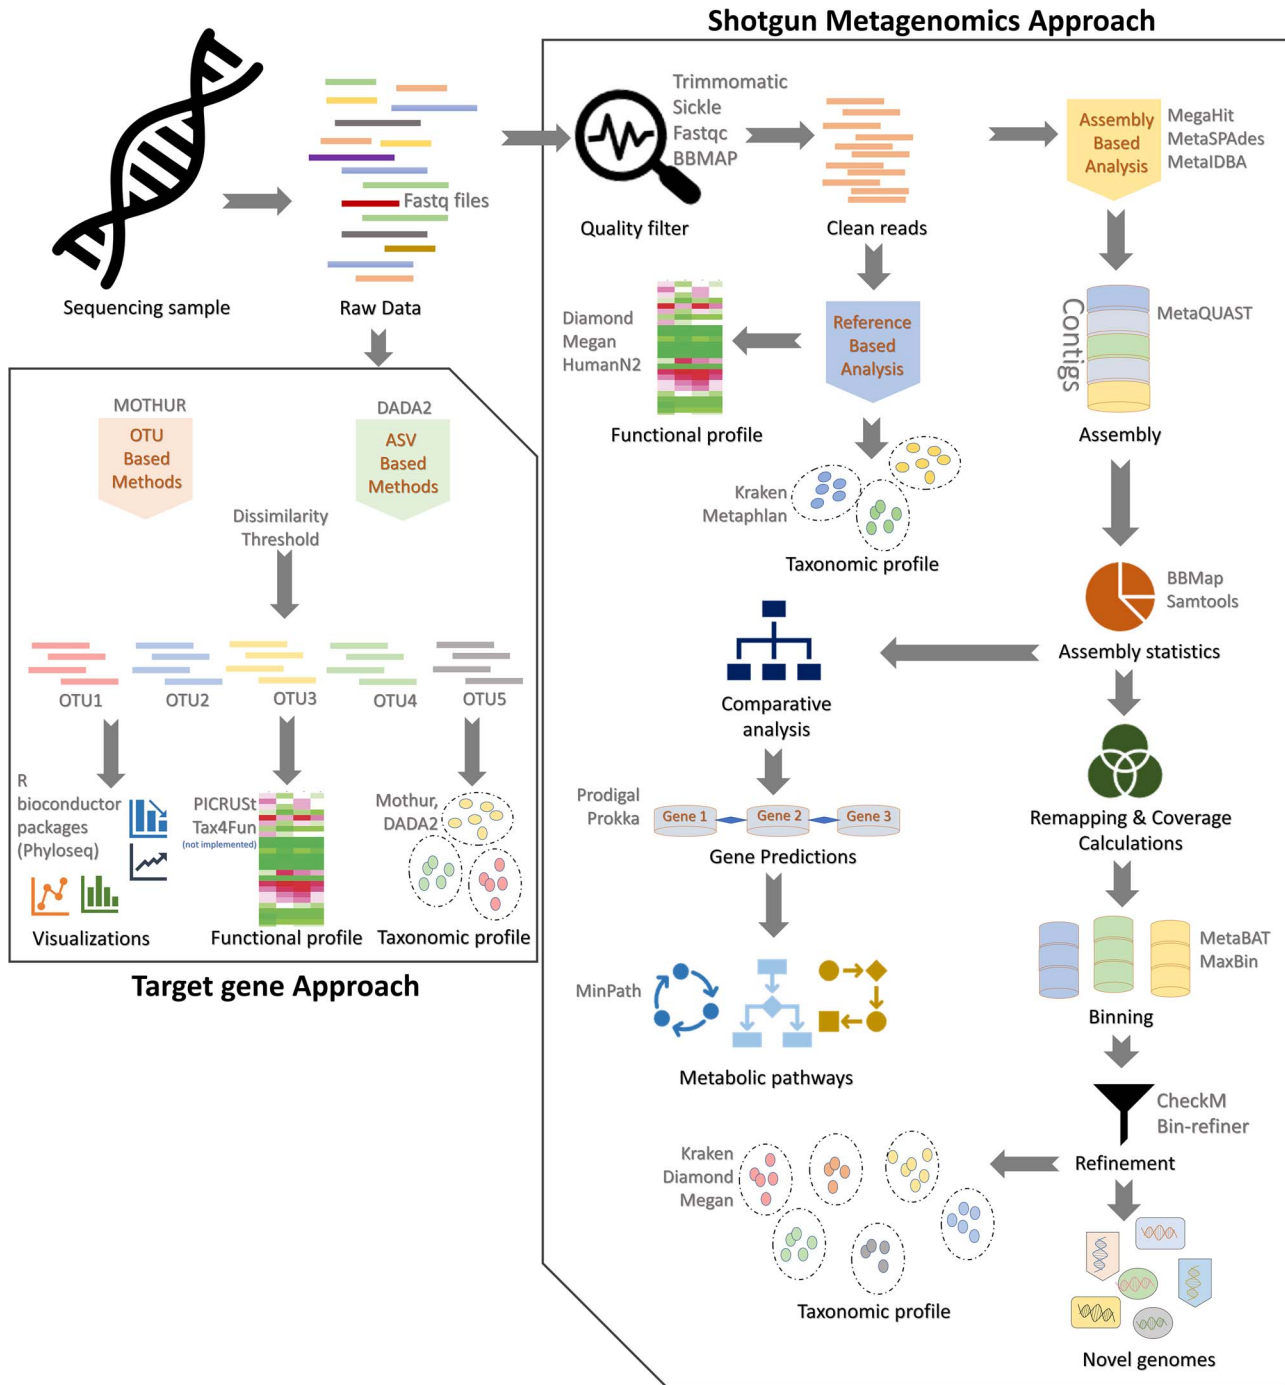 Shotgun Metagenomics Approach
Sequencing sample
Fastq files
Raw Data
Trimmomatic
Sickle
Fastqc
BBMAP
Quality filter
Clean reads
Assembly
Based
Analysis
MegaHit
MetaSPAdes
MetaIDBA
Reference
Based
Analysis
Diamond
Megan
HumanN2
Functional profile
Kraken
Metaphlan
Taxonomic profile
Contigs
MetaQUAST
Assembly
BBMap
Samtools
Assembly statistics
Comparative
analysis
Prodigal
Prokka
Gene 1
Gene 2
Gene 3
Gene Predictions
MinPath
Metabolic pathways
Remapping & Coverage
Calculations
MetaBAT
MaxBin
Binning
CheckM
Bin-refiner
Refinement
Kraken
Diamond
Megan
Taxonomic profile
Novel genomes
MOTHUR
OTU
Based
Methods
DADA2
ASV
Based
Methods
Dissimilarity
Threshold
OTU1
OTU2
OTU3
OTU4
OTU5
R
bioconductor
packages
(Phyloseq)
Visualizations
PICRUSt
Tax4Fun
(not implemented)
Functional profile
Mothur,
DADA2
Taxonomic profile
Target gene Approach